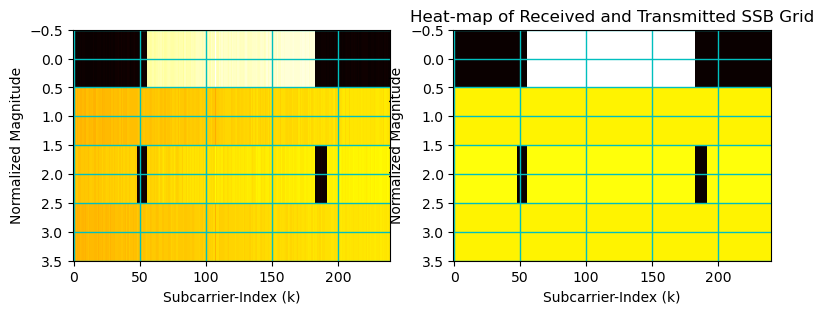 Heat-map of Received and Transmitted SSB Grid
Normalized Magnitude
−0.5
0.0
0.5
1.0
1.5
2.0
2.5
3.0
3.5
0 50 100 150 200
Subcarrier-Index (k)
Normalized Magnitude
−0.5
0.0
0.5
1.0
1.5
2.0
2.5
3.0
3.5
0 50 100 150 200
Subcarrier-Index (k)